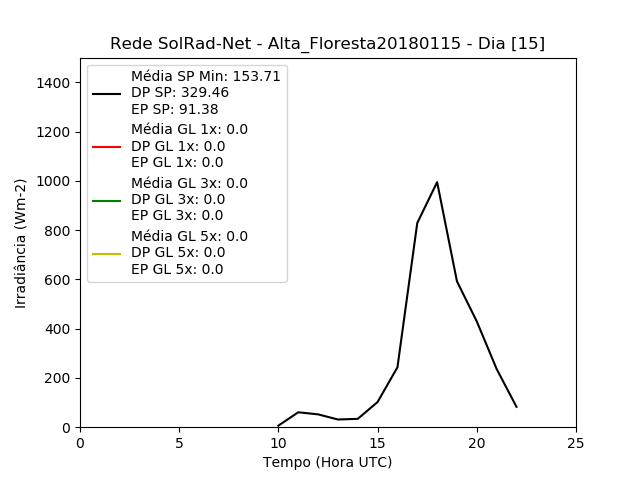 Rede SolRad-Net - Alta_Floresta20180115 - Dia [15]
Média SP Min: 153.71
DP SP: 329.46
EP SP: 91.38
Média GL 1x: 0.0
DP GL 1x: 0.0
EP GL 1x: 0.0
Média GL 3x: 0.0
DP GL 3x: 0.0
EP GL 3x: 0.0
Média GL 5x: 0.0
DP GL 5x: 0.0
EP GL 5x: 0.0
Irradiância (Wm-2)
1400
1200
1000
800
600
400
200
0
0 5 10 15 20 25
Tempo (Hora UTC)